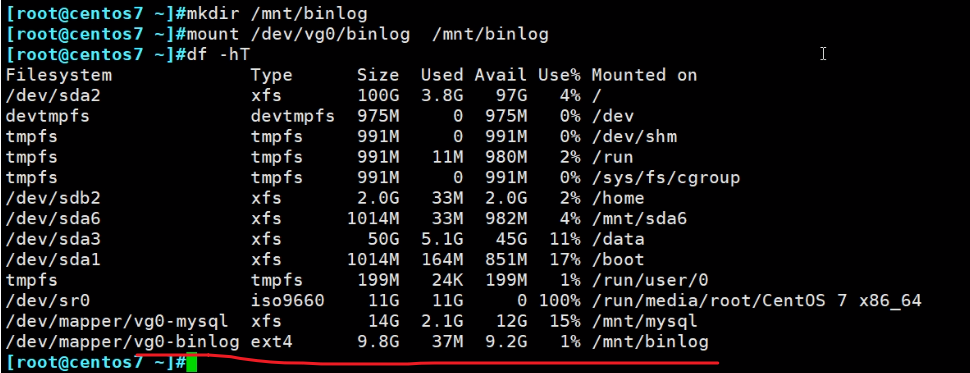 [root@centos7 ~]#mkdir /mnt/binlog
[root@centos7 ~]#mount /dev/vg0/binlog  /mnt/binlog
[root@centos7 ~]#df -hT
Filesystem             Type      Size  Used Avail Use% Mounted on
/dev/sda2              xfs       100G  3.8G   97G   4% /
devtmpfs               devtmpfs  975M     0  975M   0% /dev
tmpfs                  tmpfs     991M     0  991M   0% /dev/shm
tmpfs                  tmpfs     991M   11M  980M   2% /run
tmpfs                  tmpfs     991M     0  991M   0% /sys/fs/cgroup
/dev/sdb2              xfs       2.0G   33M  2.0G   2% /home
/dev/sda6              xfs      1014M   33M  982M   4% /mnt/sda6
/dev/sda3              xfs        50G  5.1G   45G  11% /data
/dev/sda1              xfs      1014M  164M  851M  17% /boot
tmpfs                  tmpfs     199M   24K  199M   1% /run/user/0
/dev/sr0               iso9660    11G   11G     0 100% /run/media/root/CentOS 7 x86_64
/dev/mapper/vg0-mysql  xfs        14G  2.1G   12G  15% /mnt/mysql
/dev/mapper/vg0-binlog ext4      9.8G   37M  9.2G   1% /mnt/binlog
[root@centos7 ~]#